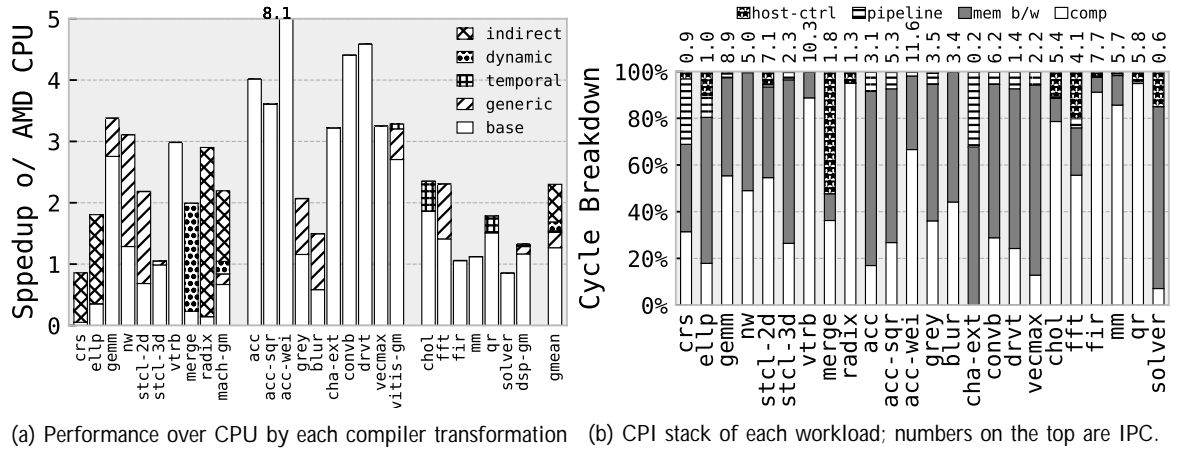 8.1
Sppedup o/ AMD CPU
5
4
3
2
1
0
indirect
dynamic
temporal
generic
base
crs
ellp
gemm
nw
stcl-2d
stcl-3d
vtrb
merge
radix
mach-gm
acc
acc-sqr
acc-wei
grey
blur
cha-ext
convb
drvt
vecmax
vitis-gm
chol
fft
fir
mm
qr
solver
dsp-gm
gmean
(a) Performance over CPU by each compiler transformation
host-ctrl pipeline mem b/w comp
0.9 1.0 8.9 5.0 7.1 2.3 10.3 1.8 1.3 3.1 5.3 11.6 3.5 3.4 0.2 6.2 1.4 2.2 5.4 4.1 7.7 5.7 5.8 0.6
Cycle Breakdown
100%
80%
60%
40%
20%
0%
crs
ellp
gemm
nw
stcl-2d
stcl-3d
vtrb
merge
radix
acc
acc-sqr
acc-wei
grey
blur
cha-ext
convb
drvt
vecmax
chol
fft
fir
mm
qr
solver
(b) CPI stack of each workload; numbers on the top are IPC.